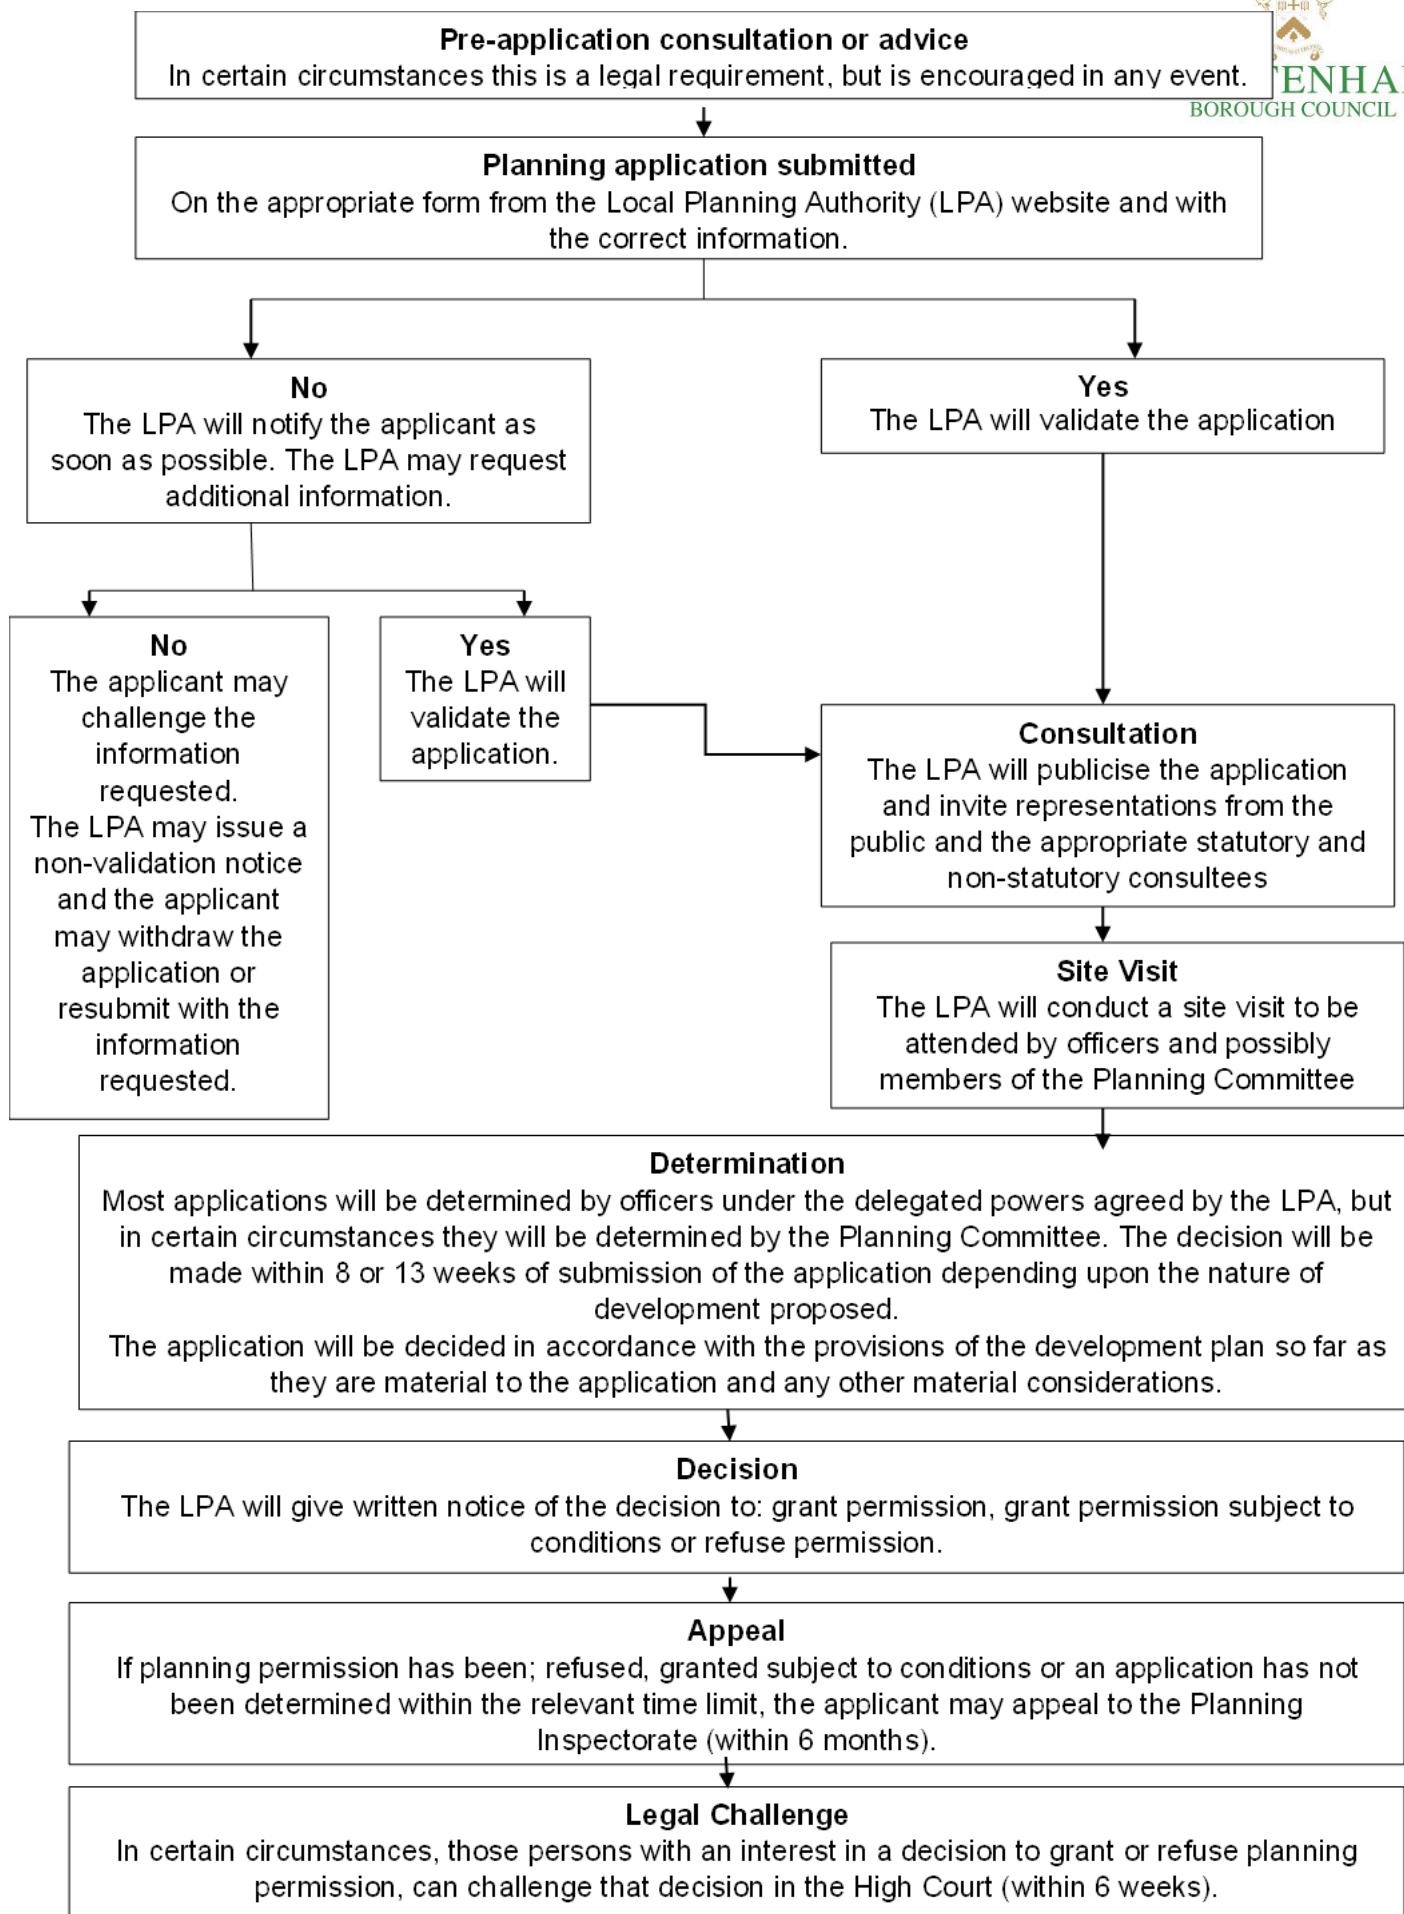 Pre-application consultation or advice
In certain circumstances this is a legal requirement, but is encouraged in any event.
BOROUGH COUNCIL
Planning application submitted
On the appropriate form from the Local Planning Authority (LPA) website and with
the correct information.
No
The LPA will notify the applicant as
soon as possible. The LPA may request
additional information.
Yes
The LPA will validate the application
No
The applicant may
challenge the
information
requested.
The LPA may issue a
non-validation notice
and the applicant
may withdraw the
application or
resubmit with the
information
requested.
Yes
The LPA will
validate the
application.
Consultation
The LPA will publicise the application
and invite representations from the
public and the appropriate statutory and
non-statutory consultees
Site Visit
The LPA will conduct a site visit to be
attended by officers and possibly
members of the Planning Committee
Determination
Most applications will be determined by officers under the delegated powers agreed by the LPA, but
in certain circumstances they will be determined by the Planning Committee. The decision will be
made within 8 or 13 weeks of submission of the application depending upon the nature of
development proposed.
The application will be decided in accordance with the provisions of the development plan so far as
they are material to the application and any other material considerations.
Decision
The LPA will give written notice of the decision to: grant permission, grant permission subject to
conditions or refuse permission.
Appeal
If planning permission has been; refused, granted subject to conditions or an application has not
been determined within the relevant time limit, the applicant may appeal to the Planning
Inspectorate (within 6 months).
Legal Challenge
In certain circumstances, those persons with an interest in a decision to grant or refuse planning
permission, can challenge that decision in the High Court (within 6 weeks).